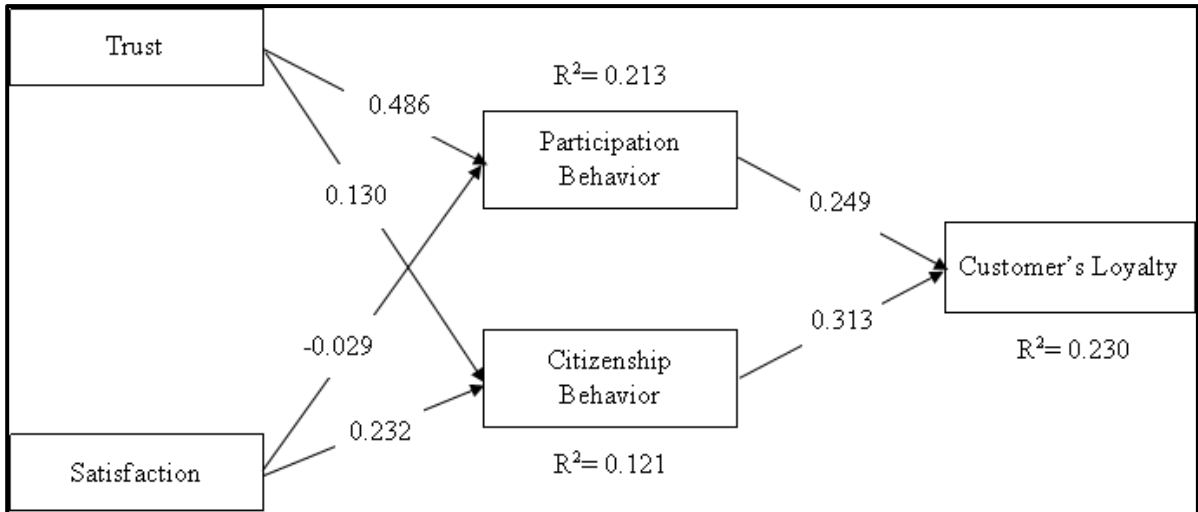 Trust
R²= 0.213
0.486
Participation
Behavior
0.130
0.249
Customer’s Loyalty
-0.029
0.313
R²= 0.230
Citizenship
Behavior
0.232
R²= 0.121
Satisfaction